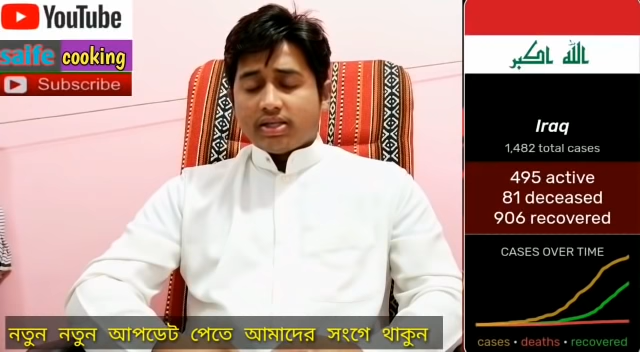 YouTube
saife cooking
Subscribe
الله اكبر
Iraq
1,482 total cases
495 active
81 deceased
906 recovered
CASES OVER TIME
cases • deaths • recovered
নতুন নতুন আপডেট পেতে আমাদের সংগে থাকুন